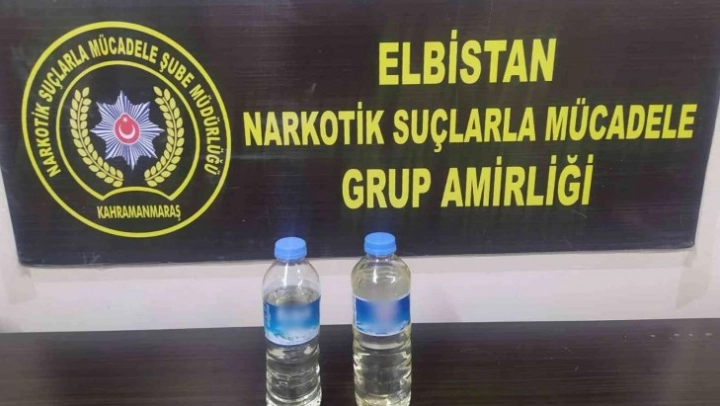 NARKOTİK SUÇLARLA MÜCADELE ŞUBE MÜDÜRLÜĞÜ
KAHRAMANMARAŞ
ELBİSTAN
NARKOTİK SUÇLARLA MÜCADELE
GRUP AMİRLİĞİ